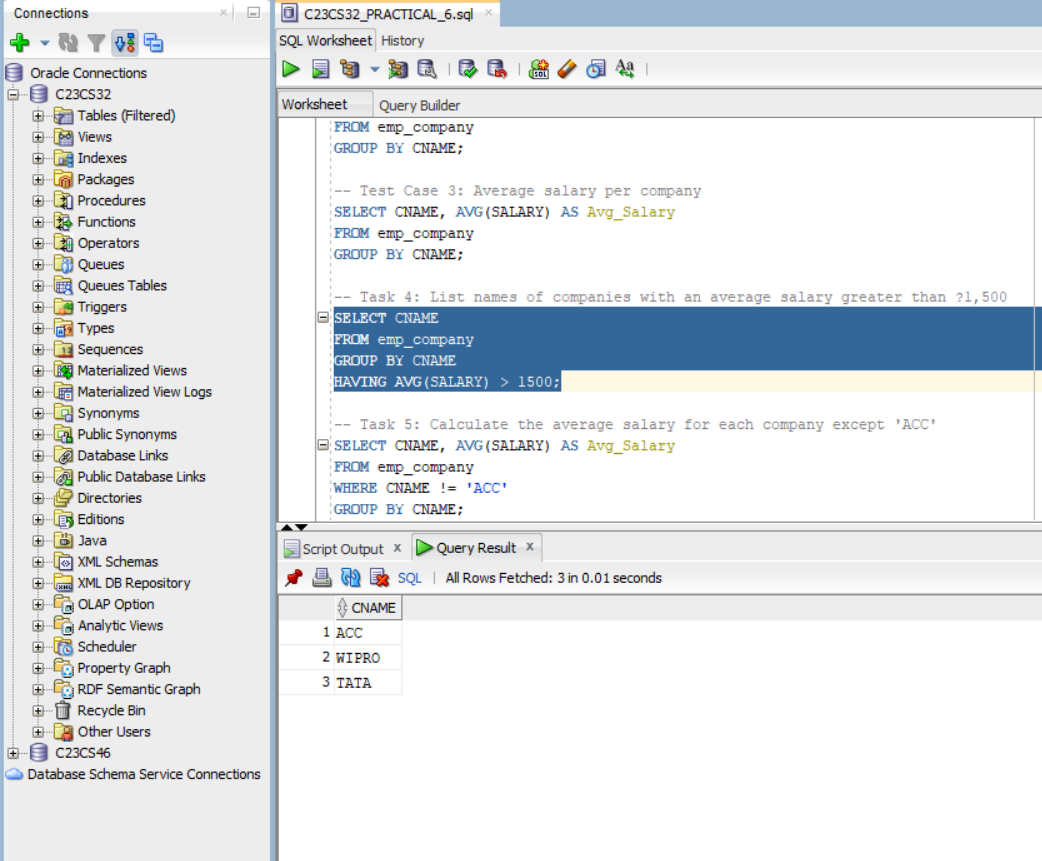 Connections
Oracle Connections
C23CS32
Tables (Filtered)
Views
Indexes
Packages
Procedures
Functions
Operators
Queues
Queues Tables
Triggers
Types
Sequences
Materialized Views
Materialized View Logs
Synonyms
Public Synonyms
Database Links
Public Database Links
Directories
Editions
Java
XML Schemas
XML DB Repository
OLAP Option
Analytic Views
Scheduler
Property Graph
RDF Semantic Graph
Recycle Bin
Other Users
C23CS46
Database Schema Service Connections
C23CS32_PRACTICAL_6.sql
SQL Worksheet History
Worksheet Query Builder
FROM emp_company
GROUP BY CNAME;
-- Test Case 3: Average salary per company
SELECT CNAME, AVG(SALARY) AS Avg_Salary
FROM emp_company
GROUP BY CNAME;
-- Task 4: List names of companies with an average salary greater than ?1,500
SELECT CNAME
FROM emp_company
GROUP BY CNAME
HAVING AVG(SALARY) > 1500;
-- Task 5: Calculate the average salary for each company except 'ACC'
SELECT CNAME, AVG(SALARY) AS Avg_Salary
FROM emp_company
WHERE CNAME != 'ACC'
GROUP BY CNAME;
Script Output x Query Result x
SQL | All Rows Fetched: 3 in 0.01 seconds
CNAME
1 ACC
2 WIPRO
3 TATA